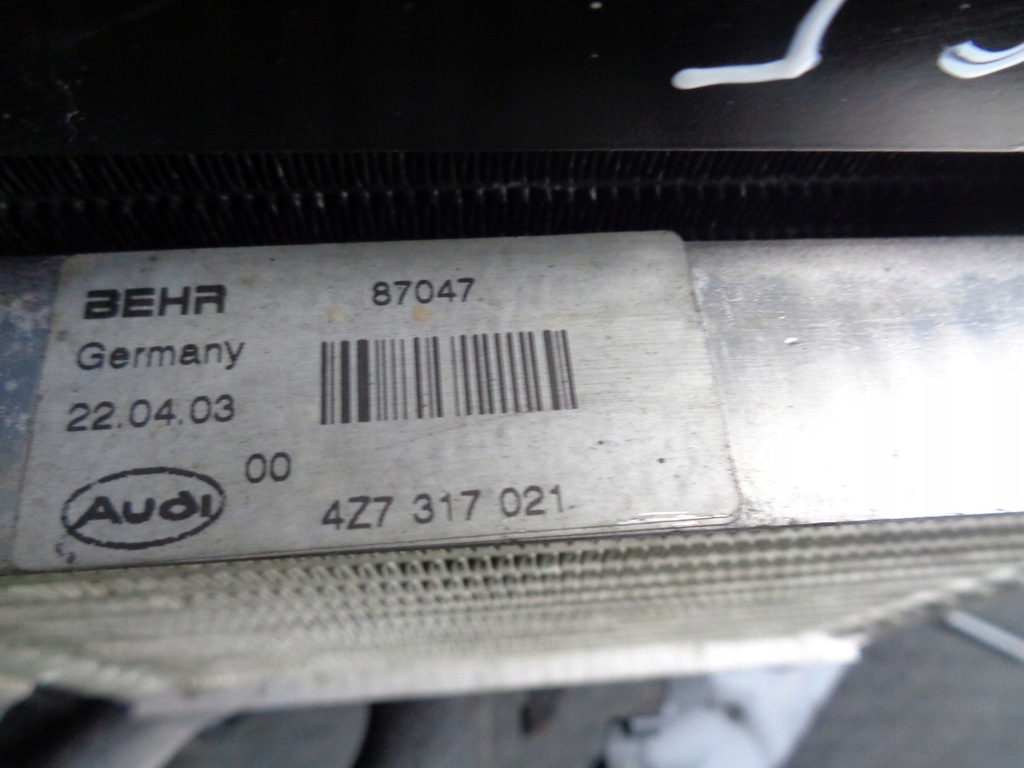 BEHR 87047
Germany
22.04.03
Audi 00
4Z7 317 021